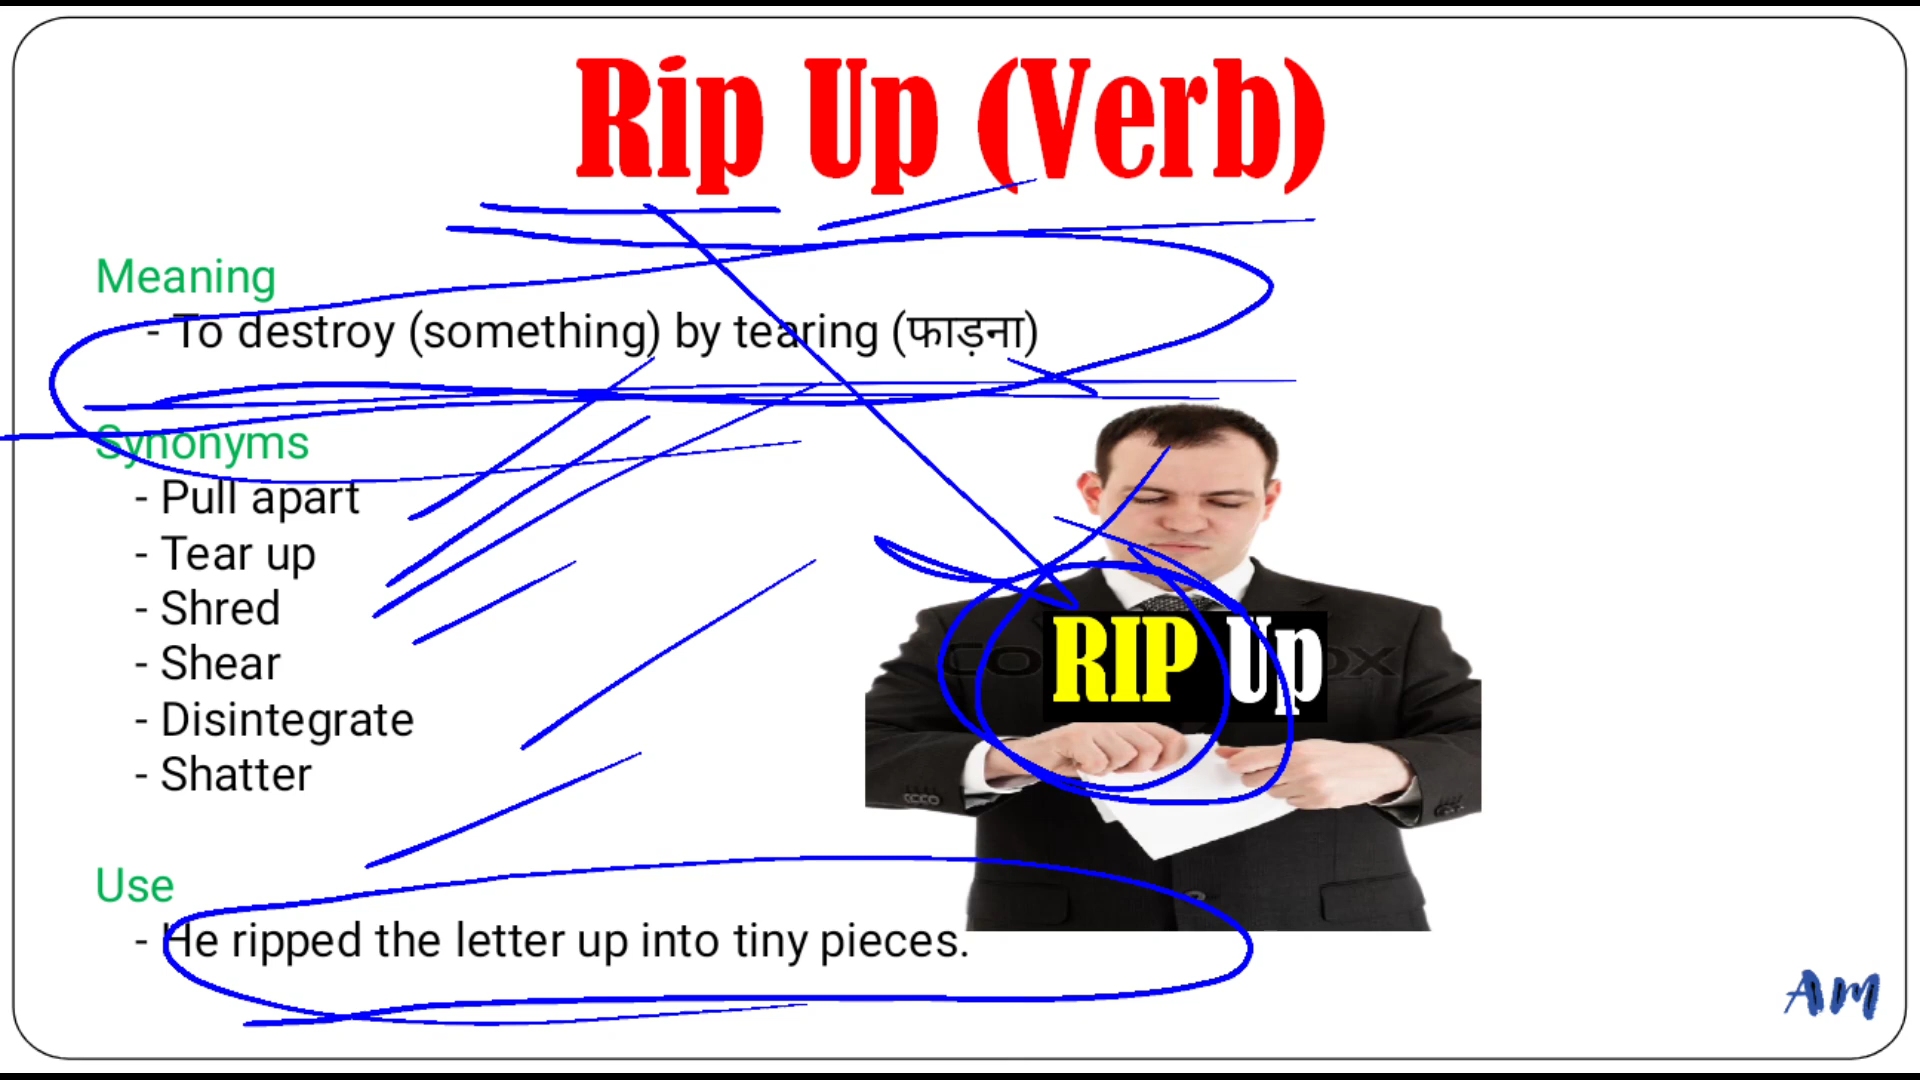 Rip Up (Verb)
Meaning
- To destroy (something) by tearing (फाड़ना)
Synonyms
- Pull apart
- Tear up
- Shred
- Shear
- Disintegrate
- Shatter
RIP Up
Use
- He ripped the letter up into tiny pieces.
AM